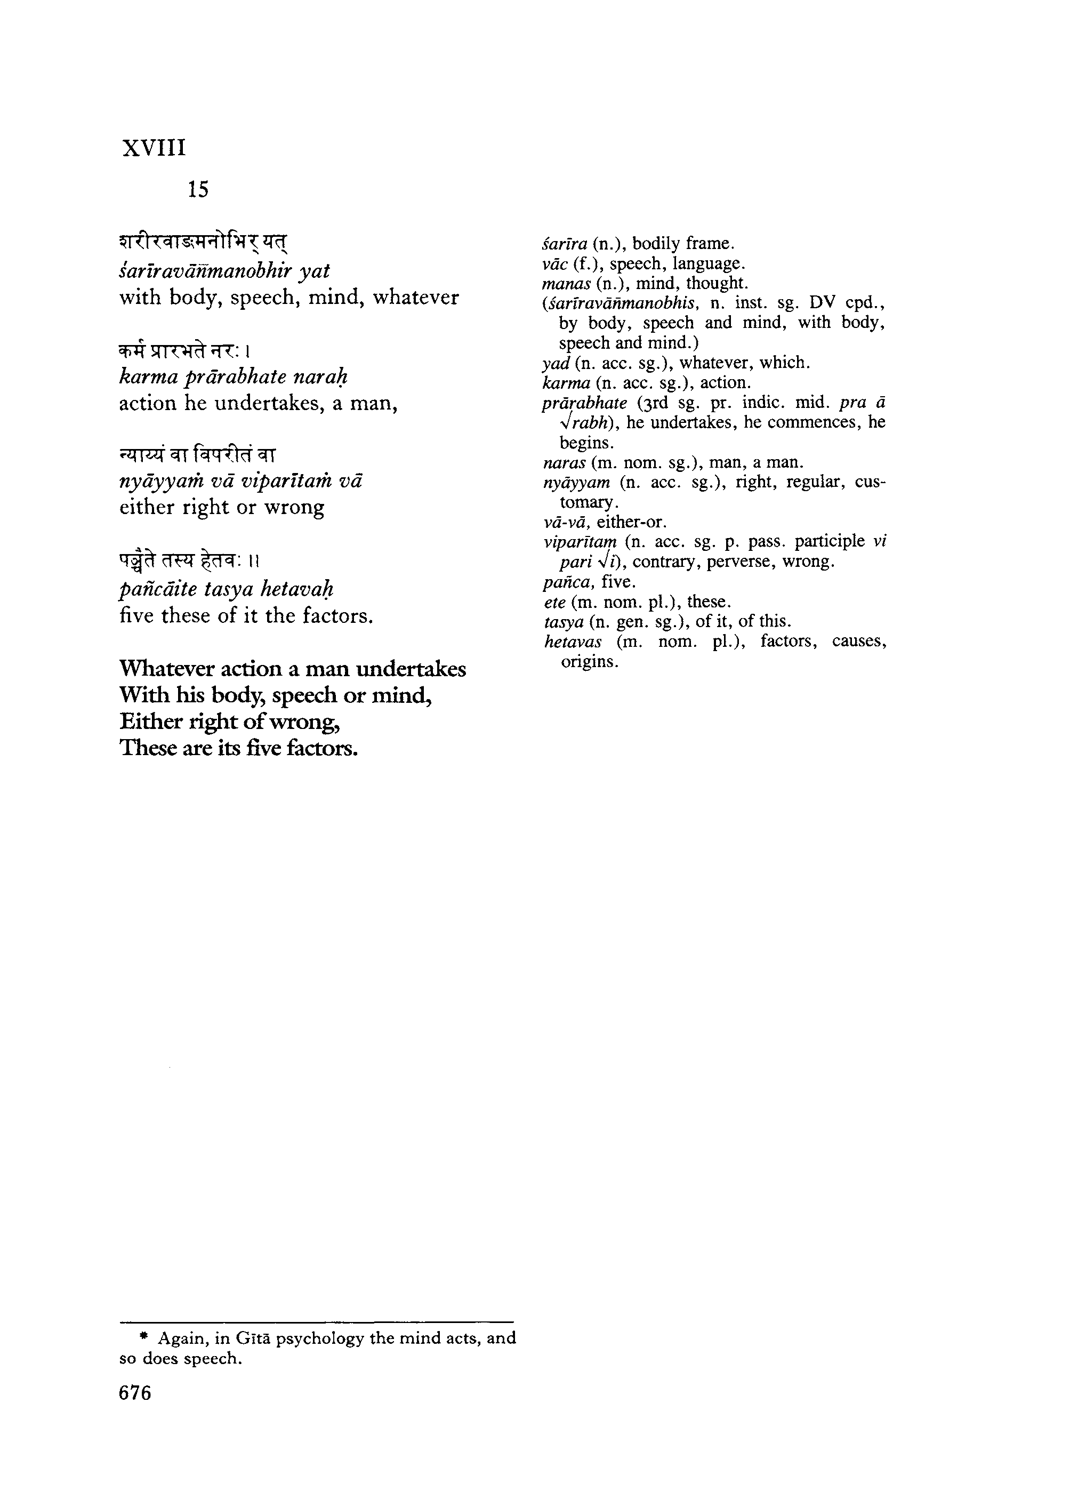 XVIII
15
शरीरवाङ्मनोभिर् यत्
śarīravān̄manobhir yat
with body, speech, mind, whatever
कर्म प्रारभते नरः ।
karma prārabhate naraḥ
action he undertakes, a man,
न्याय्यं वा विपरीतं वा
nyāyyaṁ vā viparītaṁ vā
either right or wrong
पञ्चैते तस्य हेतवः ॥
pañcāite tasya hetavaḥ
five these of it the factors.
Whatever action a man undertakes
With his body, speech or mind,
Either right of wrong,
These are its five factors.
śarīra (n.), bodily frame.
vāc (f.), speech, language.
manas (n.), mind, thought.
(śarīravān̄manobhis, n. inst. sg. DV cpd.,
by body, speech and mind, with body,
speech and mind.)
yad (n. acc. sg.), whatever, which.
karma (n. acc. sg.), action.
prārabhate (3rd sg. pr. indic. mid. pra ā
√rabh), he undertakes, he commences, he
begins.
naras (m. nom. sg.), man, a man.
nyāyyam (n. acc. sg.), right, regular, cus-
tomary.
vā-vā, either-or.
viparītam (n. acc. sg. p. pass. participle vi
pari √i), contrary, perverse, wrong.
pañca, five.
ete (m. nom. pl.), these.
tasya (n. gen. sg.), of it, of this.
hetavas (m. nom. pl.), factors, causes,
origins.
* Again, in Gītā psychology the mind acts, and
so does speech.
676